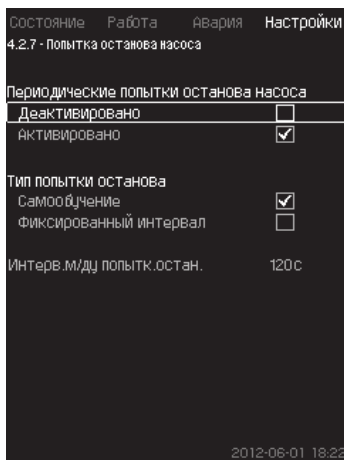 Состояние Работа Авария Настройки
4.2.7 - Попытка останова насоса
Периодические попытки останова насоса
Деактивировано
Активировано
Тип попытки останова
Самообучение
Фиксированный интервал
Интерв.м/ду попытк.остан. 120с
2012-06-01 18:22